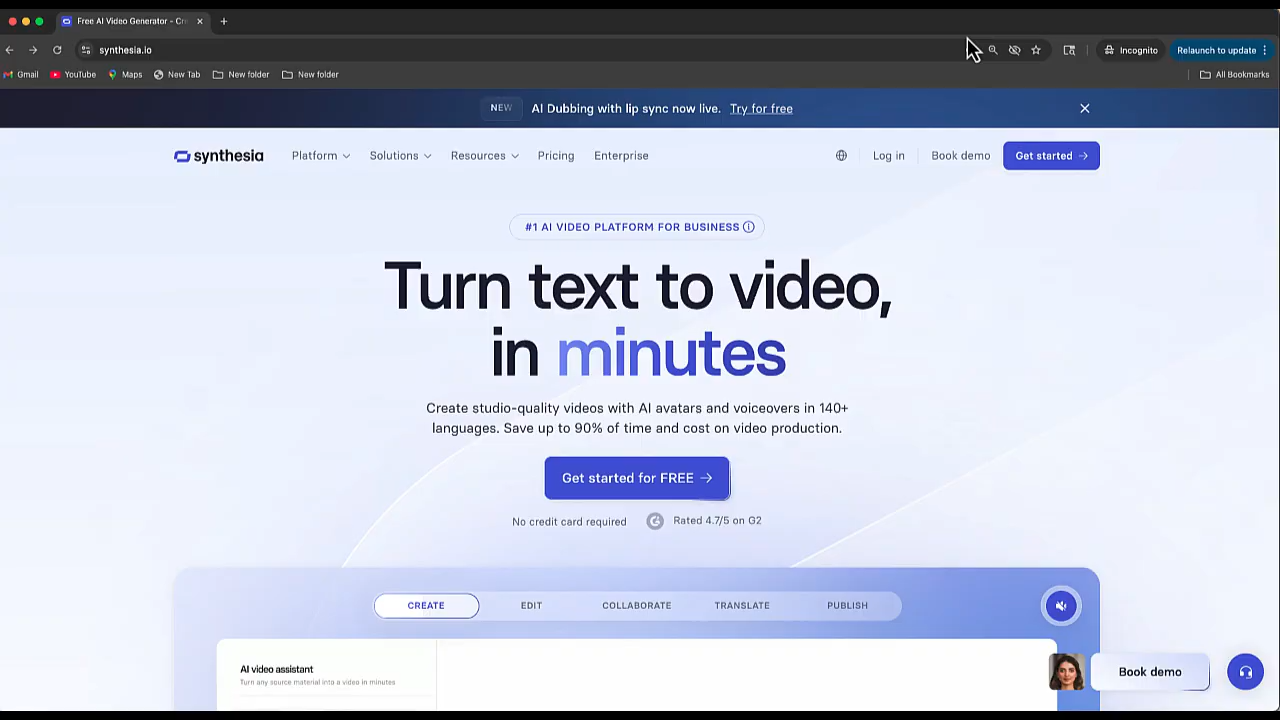 Free AI Video Generator - Cr
synthesia.io
Incognito
Relaunch to update
Gmail
YouTube
Maps
New Tab
New folder
New folder
All Bookmarks
NEW
AI Dubbing with lip sync now live. Try for free
synthesia
Platform
Solutions
Resources
Pricing
Enterprise
Log in
Book demo
Get started →
#1 AI VIDEO PLATFORM FOR BUSINESS
Turn text to video,
in minutes
Create studio-quality videos with AI avatars and voiceovers in 140+
languages. Save up to 90% of time and cost on video production.
Get started for FREE →
No credit card required
Rated 4.7/5 on G2
CREATE
EDIT
COLLABORATE
TRANSLATE
PUBLISH
AI video assistant
Turn any source material into a video in minutes
Book demo